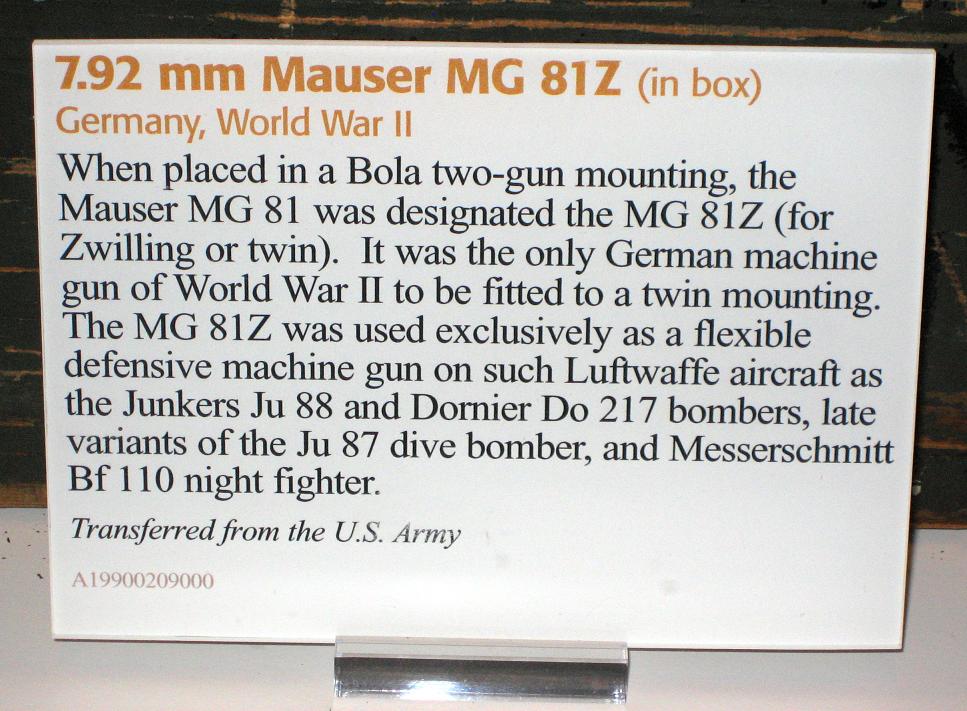 7.92 mm Mauser MG 81Z (in box)
Germany, World War II
When placed in a Bola two-gun mounting, the
Mauser MG 81 was designated the MG 81Z (for
Zwilling or twin).  It was the only German machine
gun of World War II to be fitted to a twin mounting.
The MG 81Z was used exclusively as a flexible
defensive machine gun on such Luftwaffe aircraft as
the Junkers Ju 88 and Dornier Do 217 bombers, late
variants of the Ju 87 dive bomber, and Messerschmitt
Bf 110 night fighter.
Transferred from the U.S. Army
A19900209000